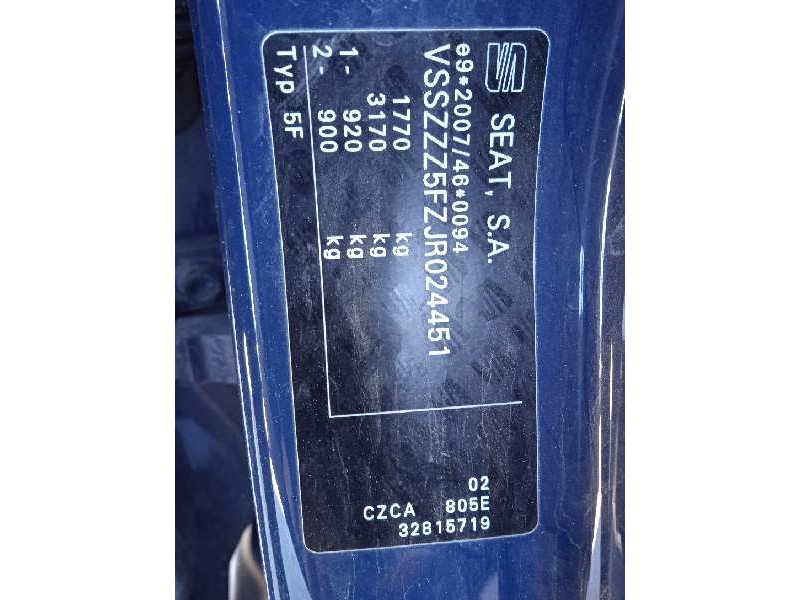 SEAT, S.A.
e9*2007/46*0094
VSSZZZ5FZJR024451
1770 kg
3170 kg
1- 920 kg
2- 900 kg
Typ 5F
02
CZCA 805E
32815719